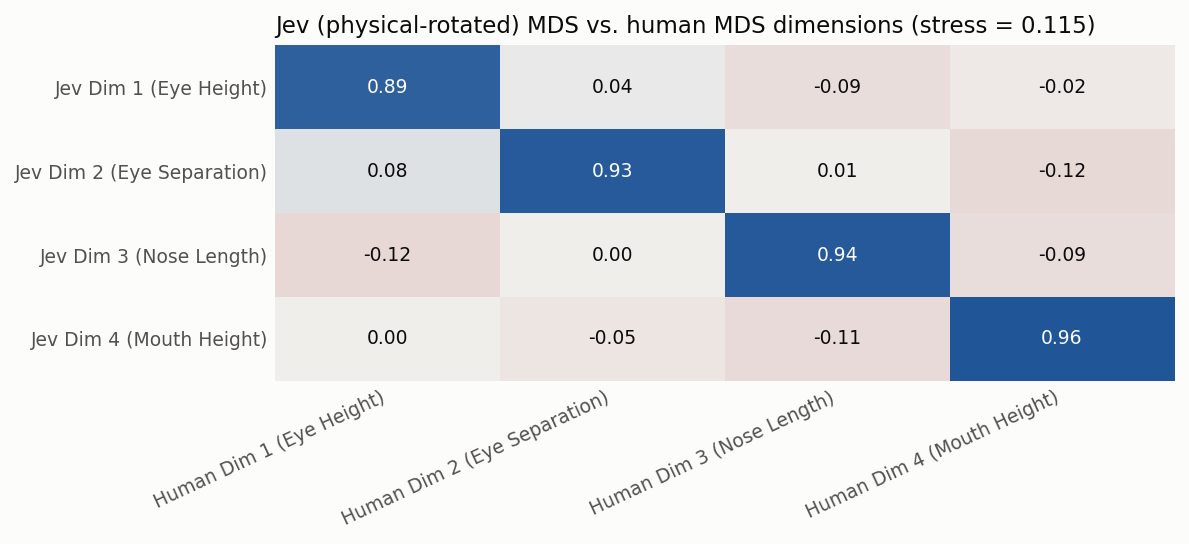 Jev (physical-rotated) MDS vs. human MDS dimensions (stress = 0.115)
Jev Dim 1 (Eye Height) 0.89 0.04 -0.09 -0.02
Jev Dim 2 (Eye Separation) 0.08 0.93 0.01 -0.12
Jev Dim 3 (Nose Length) -0.12 0.00 0.94 -0.09
Jev Dim 4 (Mouth Height) 0.00 -0.05 -0.11 0.96
Human Dim 1 (Eye Height)
Human Dim 2 (Eye Separation)
Human Dim 3 (Nose Length)
Human Dim 4 (Mouth Height)